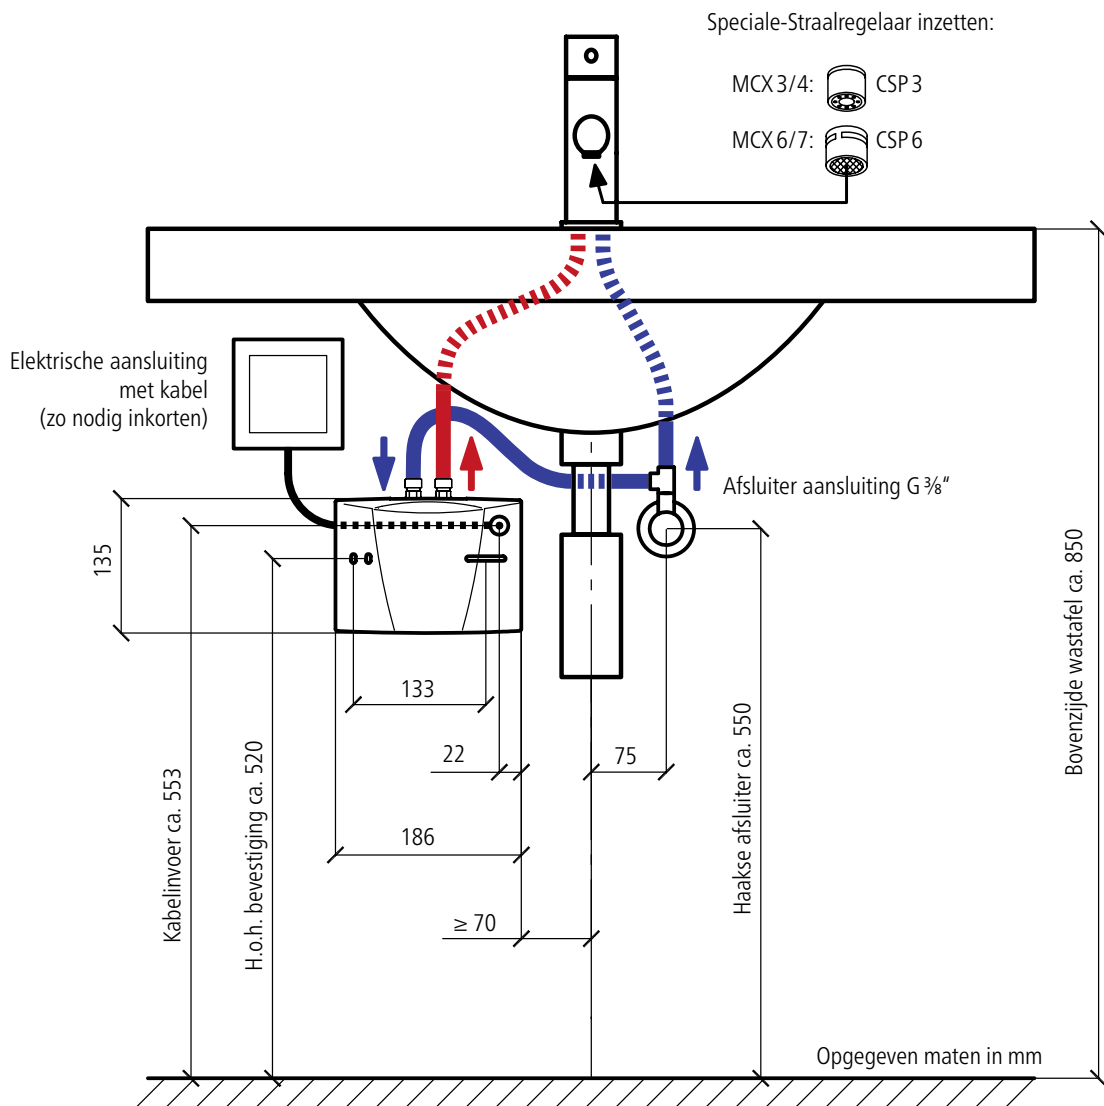 Speciale-Straalregelaar inzetten:
MCX 3/4: CSP 3
MCX 6/7: CSP 6
Elektrische aansluiting
met kabel
(zo nodig inkorten)
Afsluiter aansluiting G ⅜“
135
133
22
75
186
≥ 70
Kabelinvoer ca. 553
H.o.h. bevestiging ca. 520
Haakse afsluiter ca. 550
Bovenzijde wastafel ca. 850
Opgegeven maten in mm